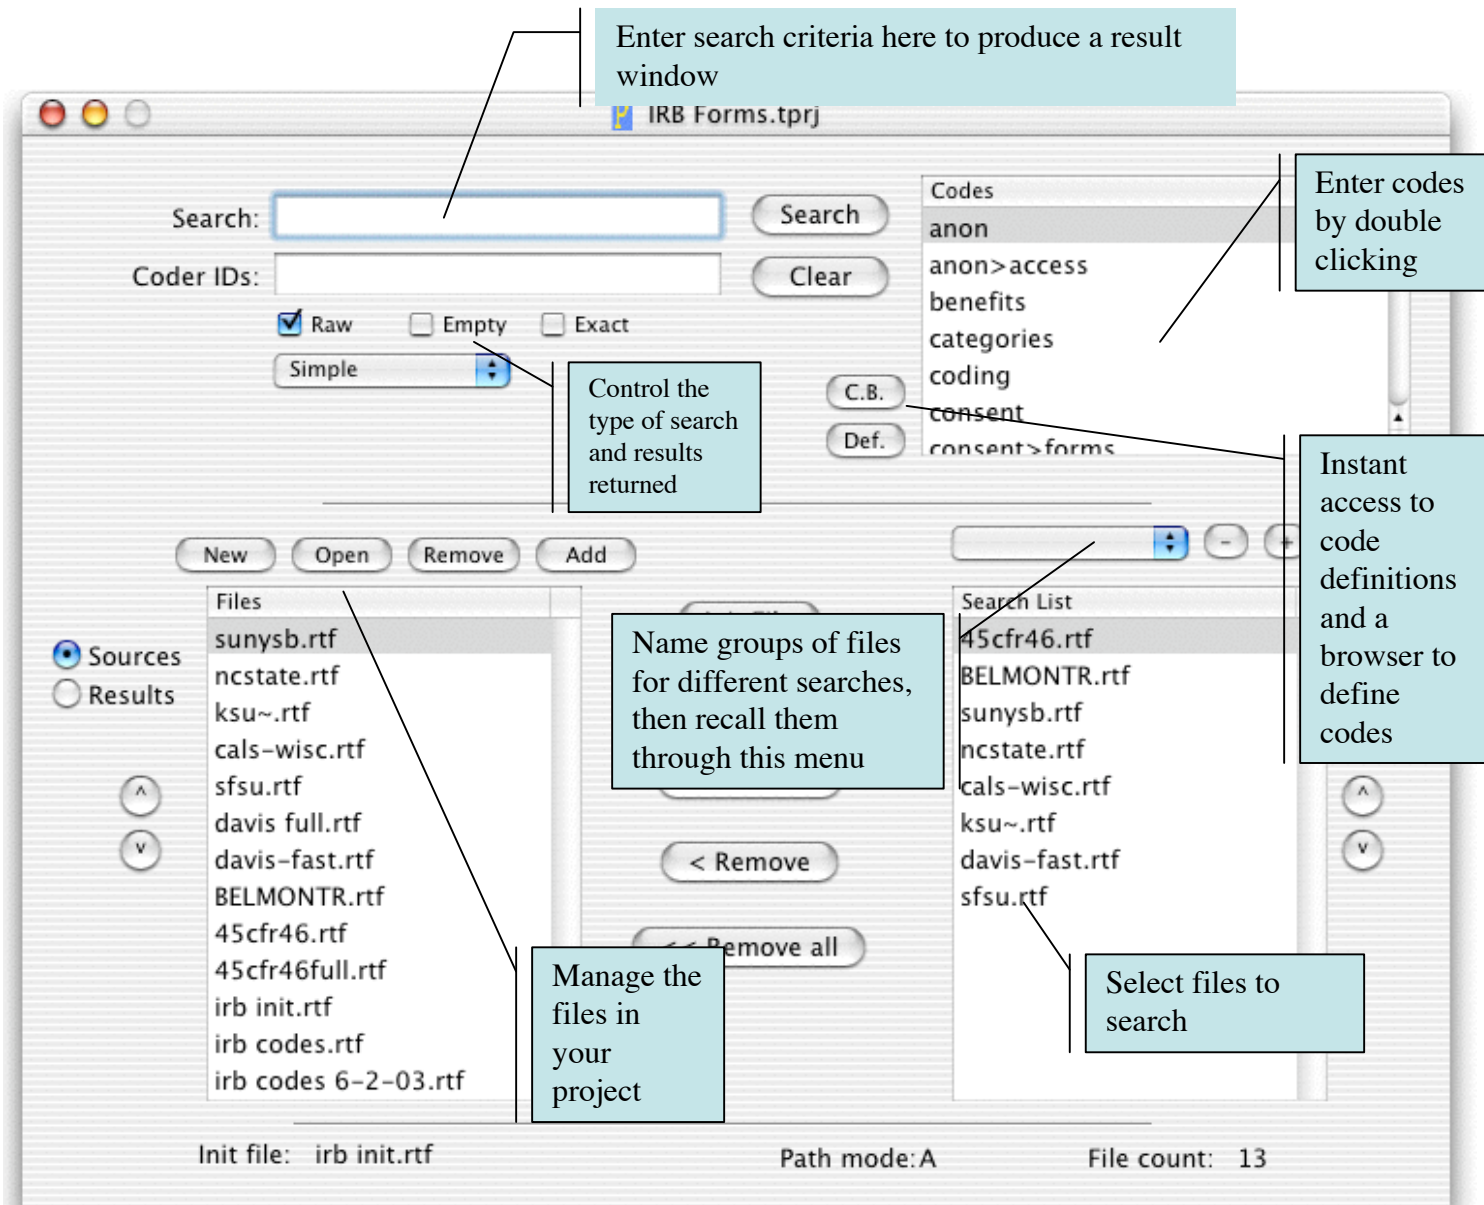 Enter search criteria here to produce a result
window
IRB Forms.tprj
Search:
Search
Coder IDs:
Clear
Raw
Empty
Exact
Simple
Control the
type of search
and results
returned
C.B.
Def.
Codes
anon
anon>access
benefits
categories
coding
consent
consent>forms
Enter codes
by double
clicking
Instant
access to
code
definitions
and a
browser to
define
codes
New
Open
Remove
Add
-
+
Files
sunysb.rtf
ncstate.rtf
ksu~.rtf
cals-wisc.rtf
sfsu.rtf
davis full.rtf
davis-fast.rtf
BELMONTR.rtf
45cfr46.rtf
45cfr46full.rtf
irb init.rtf
irb codes.rtf
irb codes 6-2-03.rtf
Sources
Results
^
v
Name groups of files
for different searches,
then recall them
through this menu
< Remove
<< Remove all
Manage the
files in
your
project
Search List
45cfr46.rtf
BELMONTR.rtf
sunysb.rtf
ncstate.rtf
cals-wisc.rtf
ksu~.rtf
davis-fast.rtf
sfsu.rtf
^
v
Select files to
search
Init file: irb init.rtf
Path mode: A
File count: 13